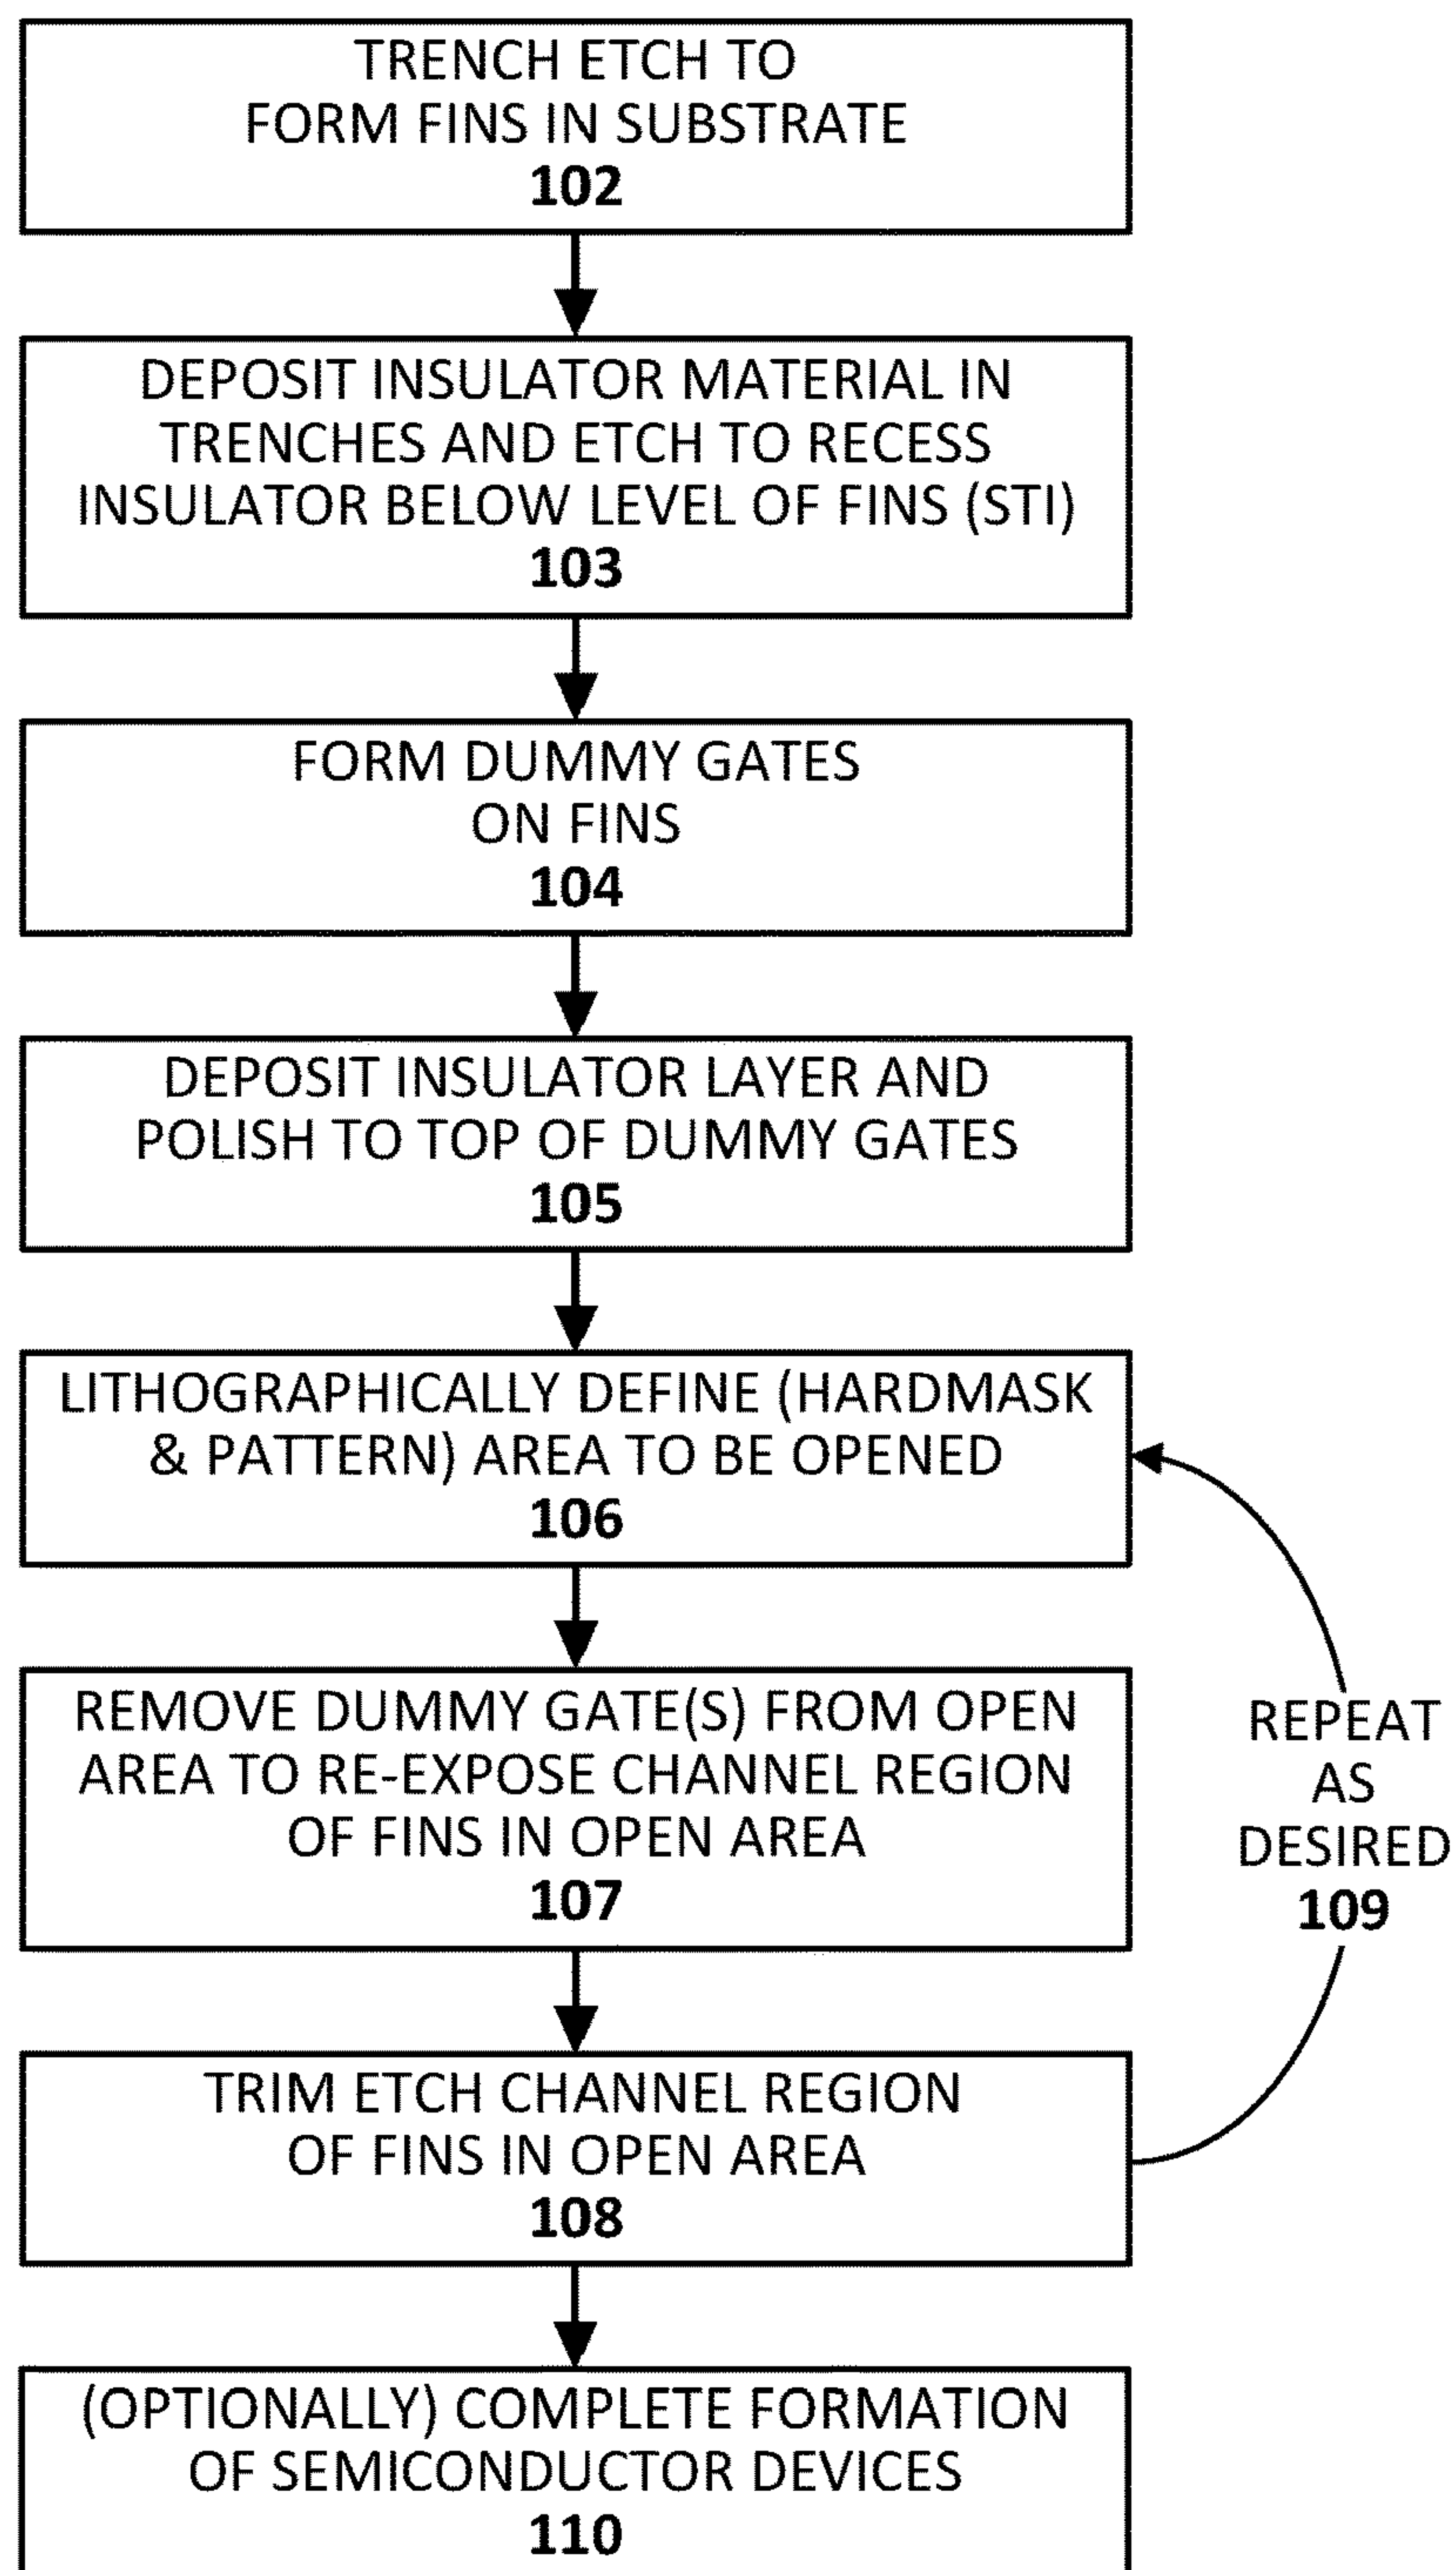 TRENCH ETCH TO
FORM FINS IN SUBSTRATE
102
DEPOSIT INSULATOR MATERIAL IN
TRENCHES AND ETCH TO RECESS
INSULATOR BELOW LEVEL OF FINS (STI)
103
FORM DUMMY GATES
ON FINS
104
DEPOSIT INSULATOR LAYER AND
POLISH TO TOP OF DUMMY GATES
105
LITHOGRAPHICALLY DEFINE (HARDMASK
& PATTERN) AREA TO BE OPENED
106
REMOVE DUMMY GATE(S) FROM OPEN
AREA TO RE-EXPOSE CHANNEL REGION
OF FINS IN OPEN AREA
107
TRIM ETCH CHANNEL REGION
OF FINS IN OPEN AREA
108
REPEAT
AS
DESIRED
109
(OPTIONALLY) COMPLETE FORMATION
OF SEMICONDUCTOR DEVICES
110